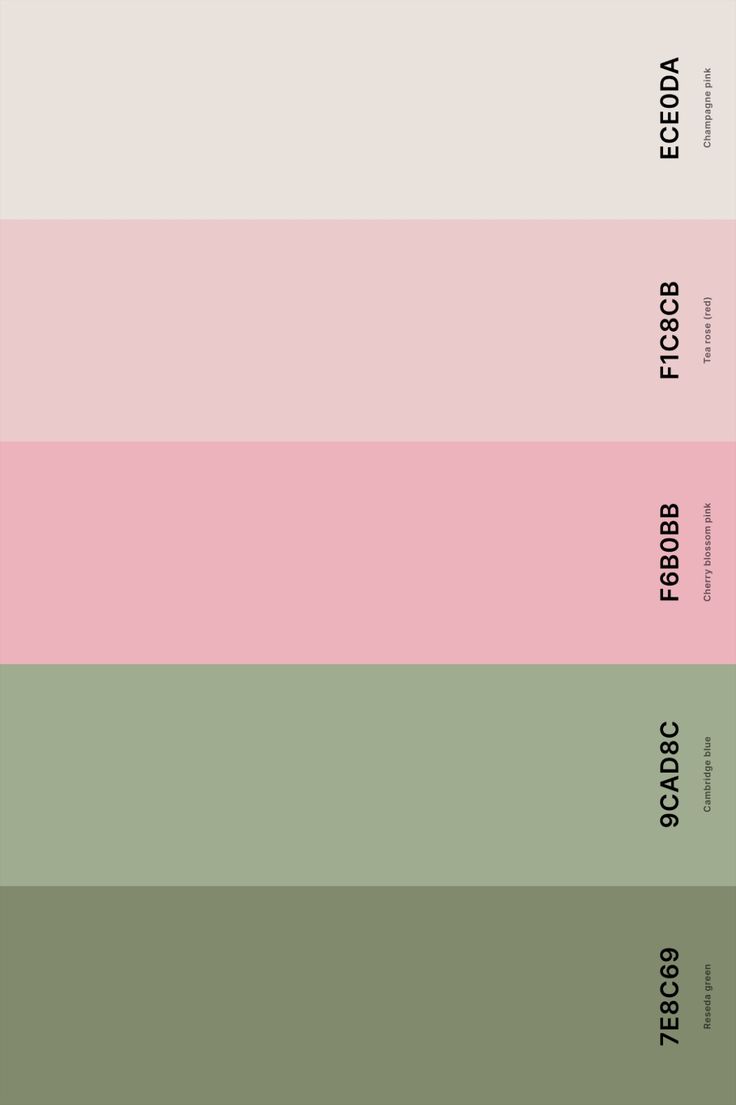 ECE0DA
Champagne pink
F1C8CB
Tea rose (red)
F6B0BB
Cherry blossom pink
9CAD8C
Cambridge blue
7E8C69
Reseda green